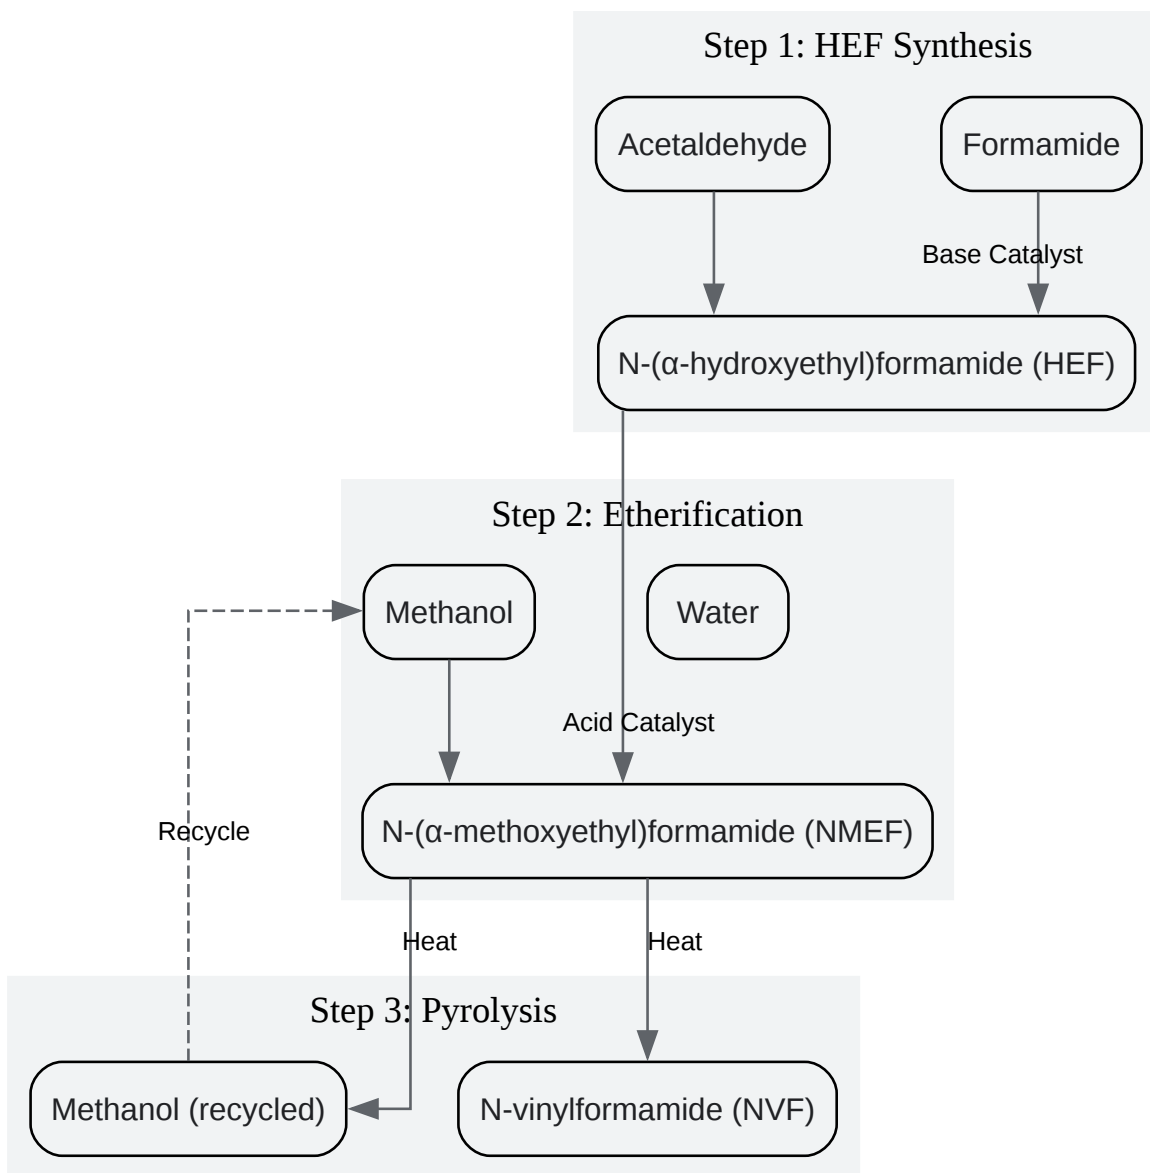 Step 1: HEF Synthesis
Acetaldehyde
Formamide
Base Catalyst
N-(α-hydroxyethyl)formamide (HEF)
Step 2: Etherification
Methanol
Water
Acid Catalyst
Recycle
N-(α-methoxyethyl)formamide (NMEF)
Heat
Heat
Step 3: Pyrolysis
Methanol (recycled)
N-vinylformamide (NVF)